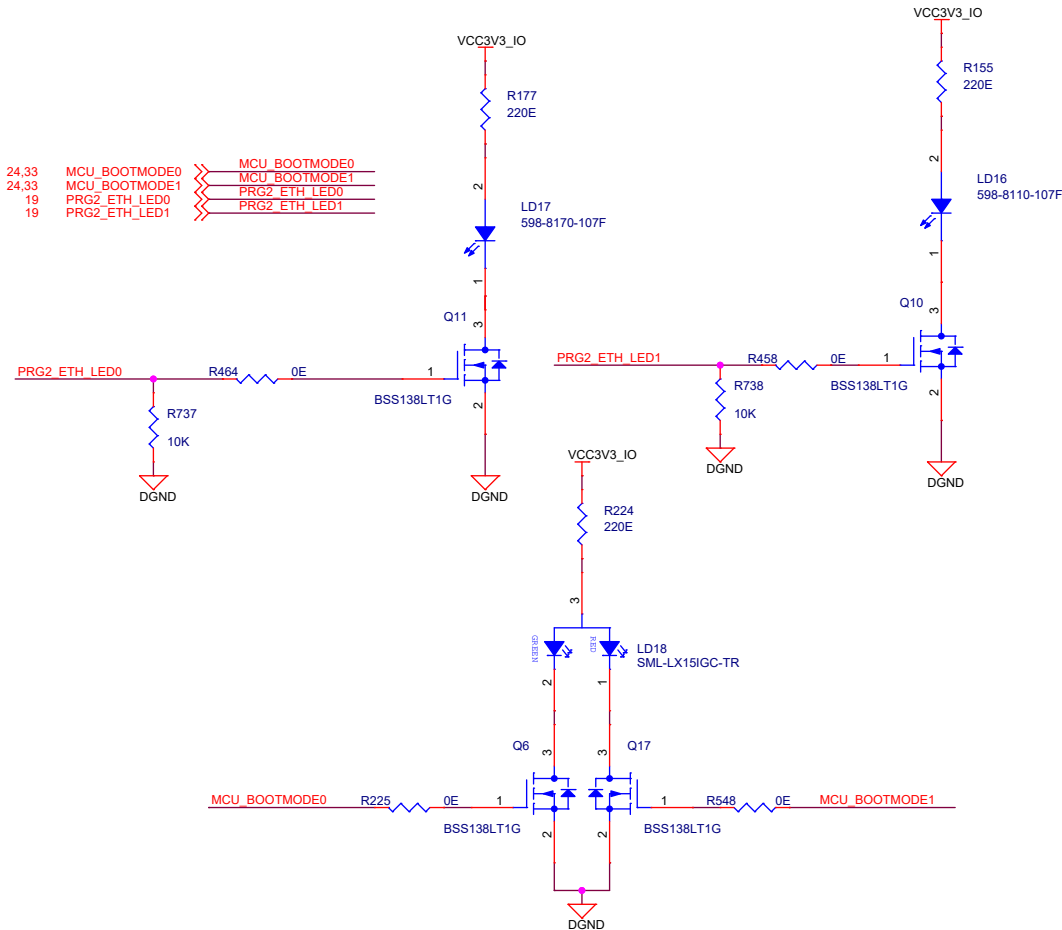 VCC3V3_IO
VCC3V3_IO
R177
220E
R155
220E
24,33 MCU_BOOTMODE0 MCU_BOOTMODE0
24,33 MCU_BOOTMODE1 MCU_BOOTMODE1
19 PRG2_ETH_LED0 PRG2_ETH_LED0
19 PRG2_ETH_LED1 PRG2_ETH_LED1
2
LD17
598-8170-107F
1
2
LD16
598-8110-107F
1
Q11
3
Q10
3
PRG2_ETH_LED0
R464 0E
1
BSS138LT1G
2
R737
10K
DGND
DGND
PRG2_ETH_LED1
R458 0E
1
BSS138LT1G
2
R738
10K
DGND
DGND
VCC3V3_IO
R224
220E
3
GREEN
RED
LD18
SML-LX15IGC-TR
2
1
Q6
3
3
Q17
MCU_BOOTMODE0
R225 0E
1
1
R548 0E
MCU_BOOTMODE1
BSS138LT1G
2
2
BSS138LT1G
DGND